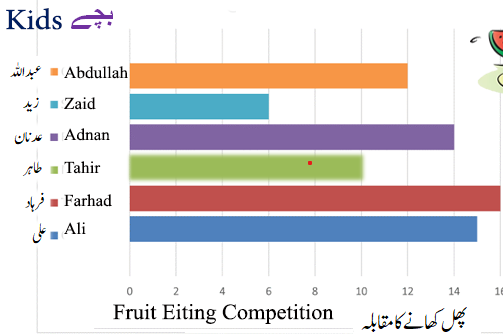 Kids بچے
عبداللہ Abdullah
زید Zaid
عدنان Adnan
طاہر Tahir
فرہاد Farhad
علی Ali
0 2 4 6 8 10 12 14 16
Fruit Eiting Competition پھل کھانے کا مقابلہ